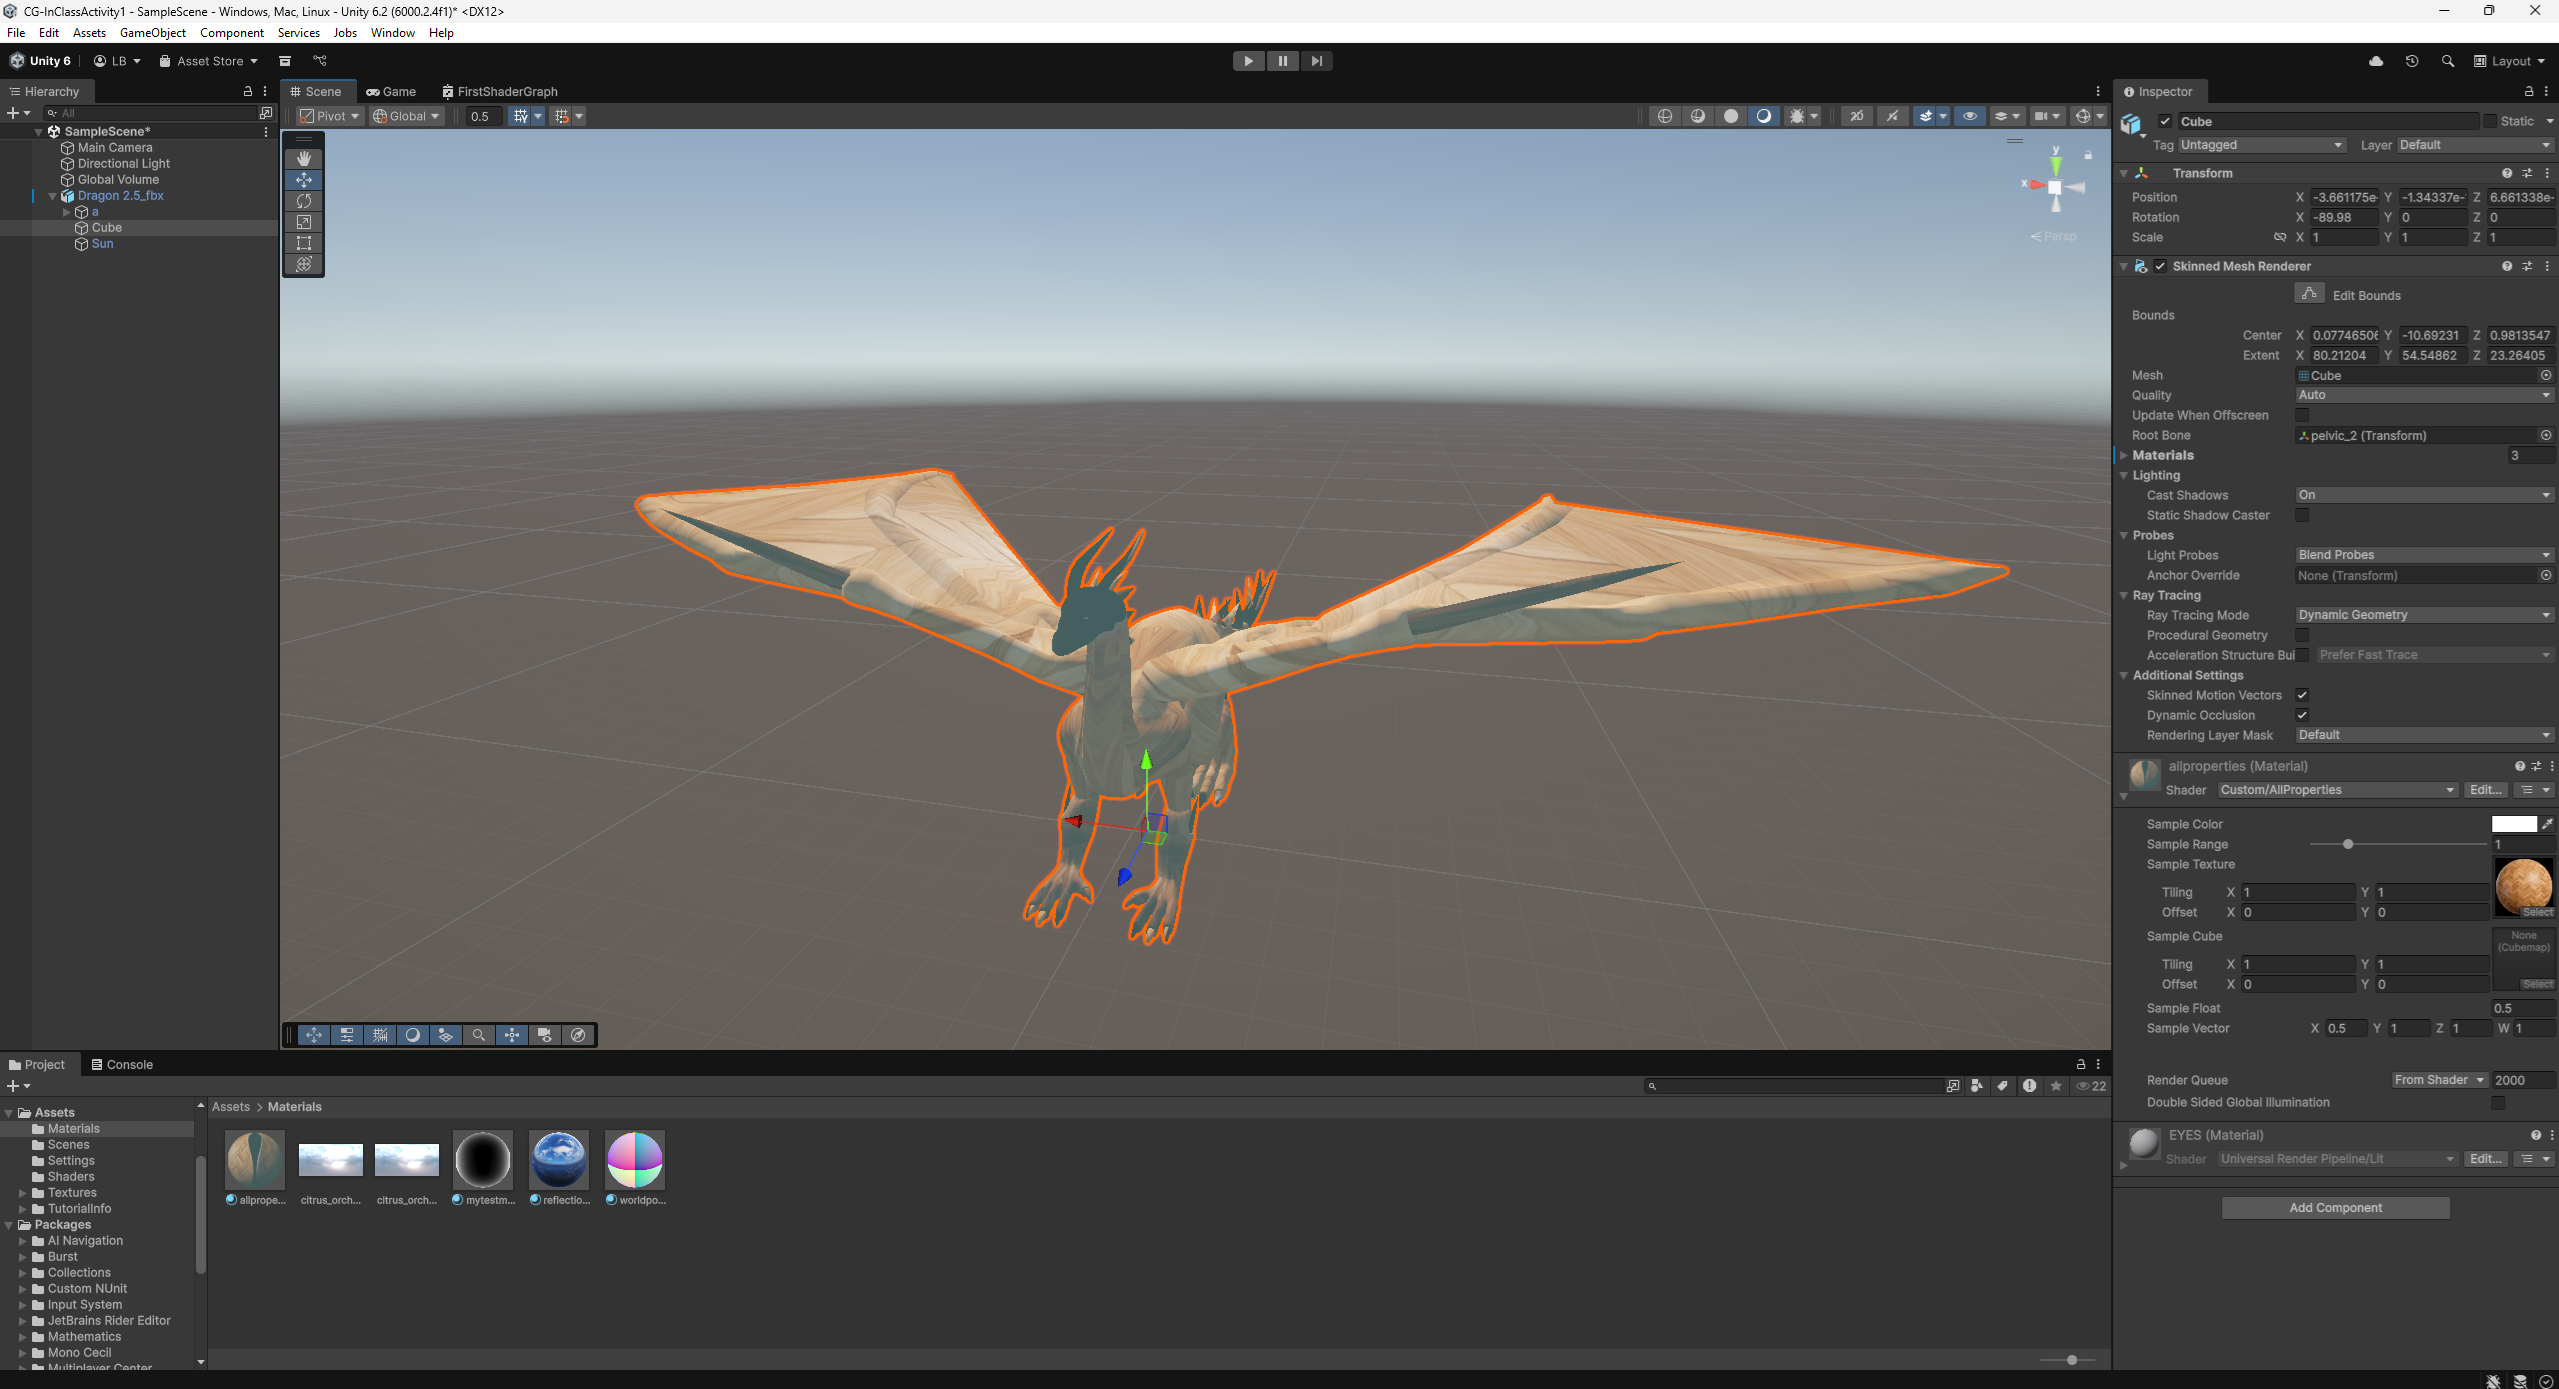 CG-InClassActivity1 - SampleScene - Windows, Mac, Linux - Unity 6.2 (6000.2.4f1)* <DX12>
File Edit Assets GameObject Component Services Jobs Window Help
Unity 6 LB Asset Store Layout
Hierarchy
All
SampleScene*
Main Camera
Directional Light
Global Volume
Dragon 2.5_fbx
a
Cube
Sun
Scene Game FirstShaderGraph
Pivot Global 0.5 2D
y
x
Persp
Inspector
Cube Static
Tag Untagged Layer Default
Transform
Position X -3.661175e- Y -1.34337e- Z 6.661338e-
Rotation X -89.98 Y 0 Z 0
Scale X 1 Y 1 Z 1
Skinned Mesh Renderer
Edit Bounds
Bounds
Center X 0.07746506 Y -10.69231 Z 0.9813547
Extent X 80.21204 Y 54.54862 Z 23.26405
Mesh Cube
Quality Auto
Update When Offscreen
Root Bone pelvic_2 (Transform)
Materials 3
Lighting
Cast Shadows On
Static Shadow Caster
Probes
Light Probes Blend Probes
Anchor Override None (Transform)
Ray Tracing
Ray Tracing Mode Dynamic Geometry
Procedural Geometry
Acceleration Structure Bui Prefer Fast Trace
Additional Settings
Skinned Motion Vectors
Dynamic Occlusion
Rendering Layer Mask Default
allproperties (Material)
Shader Custom/AllProperties Edit...
Sample Color
Sample Range 1
Sample Texture
Tiling X 1 Y 1
Offset X 0 Y 0
Select
Sample Cube
None
(Cubemap)
Tiling X 1 Y 1
Offset X 0 Y 0
Select
Sample Float 0.5
Sample Vector X 0.5 Y 1 Z 1 W 1
Render Queue From Shader 2000
Double Sided Global Illumination
EYES (Material)
Shader Universal Render Pipeline/Lit Edit...
Add Component
Project Console
22
Assets
Materials
Scenes
Settings
Shaders
Textures
TutorialInfo
Packages
AI Navigation
Burst
Collections
Custom NUnit
Input System
JetBrains Rider Editor
Mathematics
Mono Cecil
Multiplayer Center
Assets > Materials
allprope... citrus_orch... citrus_orch... mytestm... reflectio... worldpo...